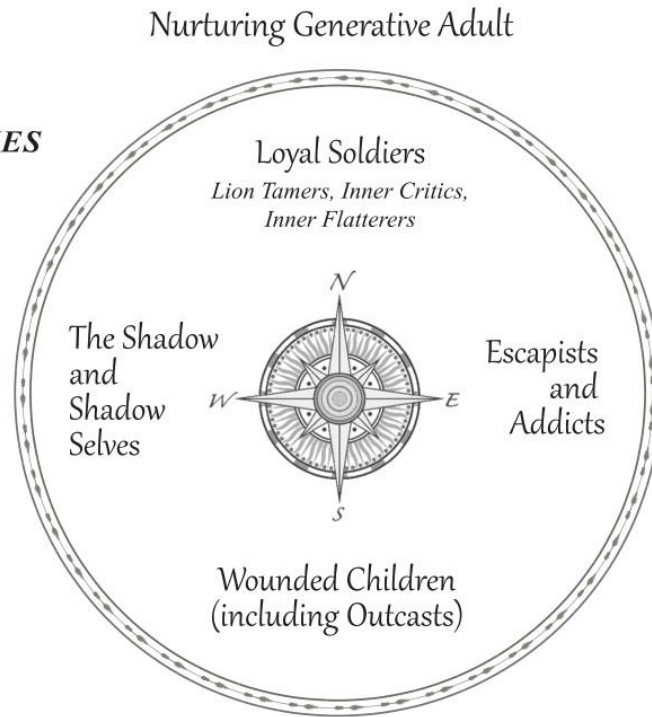 Nurturing Generative Adult
Loyal Soldiers
Lion Tamers, Inner Critics,
Inner Flatterers
N
The Shadow
and
Shadow
Selves
W
E
Escapists
and
Addicts
S
Wounded Children
(including Outcasts)